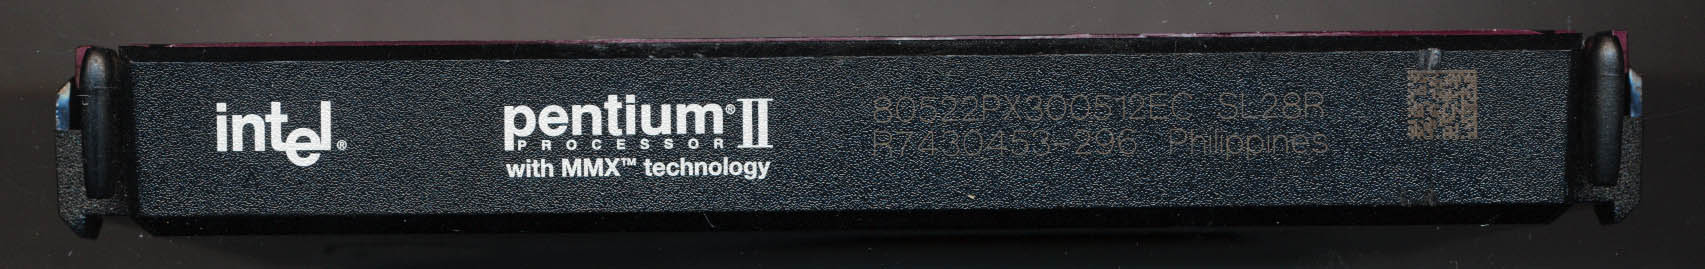 intel®
pentium® II
PROCESSOR
with MMX™ technology
80522PX300512EC SL28R
R7430453-296 Philippines